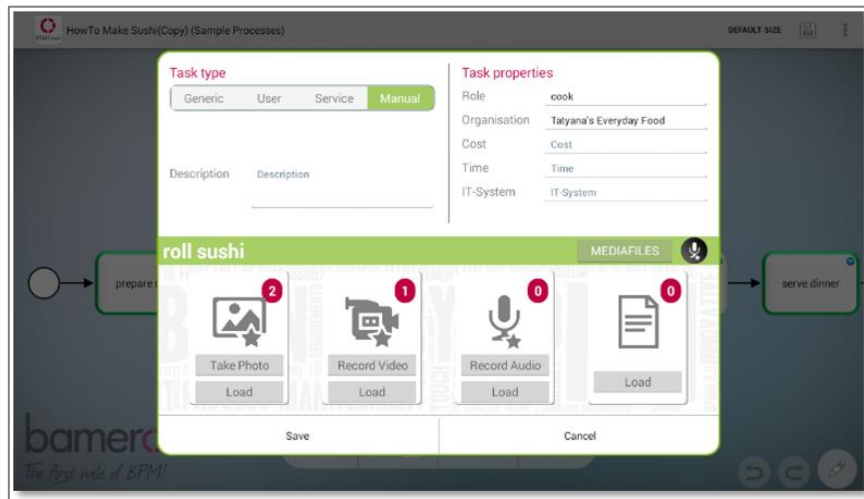 HowTo Make Sushi(Copy) (Sample Processes)
DEFAULT SIZE
Task type
Generic User Service Manual
Description Description
Task properties
Role cook
Organisation Tatyana's Everyday Food
Cost Cost
Time Time
IT-System IT-System
roll sushi
MEDIAFILES
prepare
serve dinner
2
1
0
0
Take Photo
Record Video
Record Audio
Load
Load
Load
Load
Save
Cancel
bamer
The first mile of BPM!